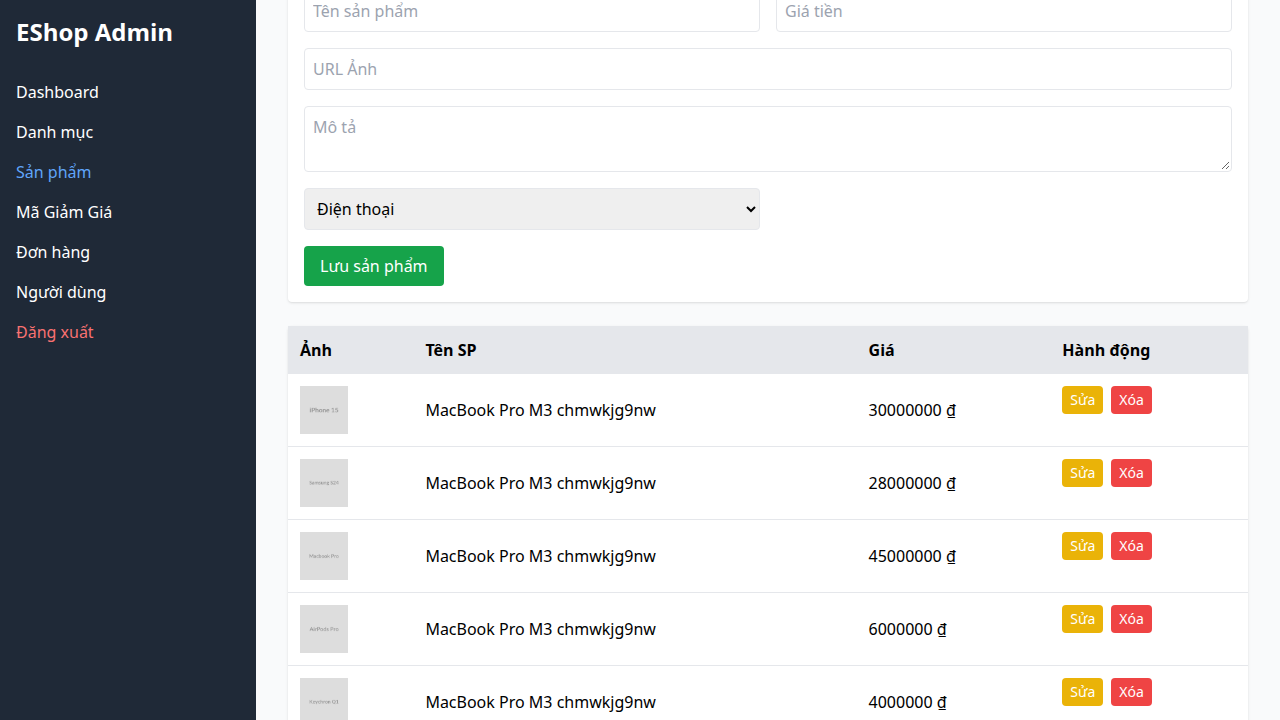 EShop Admin
Dashboard
Danh mục
Sản phẩm
Mã Giảm Giá
Đơn hàng
Người dùng
Đăng xuất
Tên sản phẩm
Giá tiền
URL Ảnh
Mô tả
Điện thoại
Lưu sản phẩm
Ảnh Tên SP Giá Hành động
iPhone 15 MacBook Pro M3 chmwkjg9nw 30000000 ₫ Sửa Xóa
Samsung S24 MacBook Pro M3 chmwkjg9nw 28000000 ₫ Sửa Xóa
Macbook Pro MacBook Pro M3 chmwkjg9nw 45000000 ₫ Sửa Xóa
AirPods Pro MacBook Pro M3 chmwkjg9nw 6000000 ₫ Sửa Xóa
Keychron Q1 MacBook Pro M3 chmwkjg9nw 4000000 ₫ Sửa Xóa